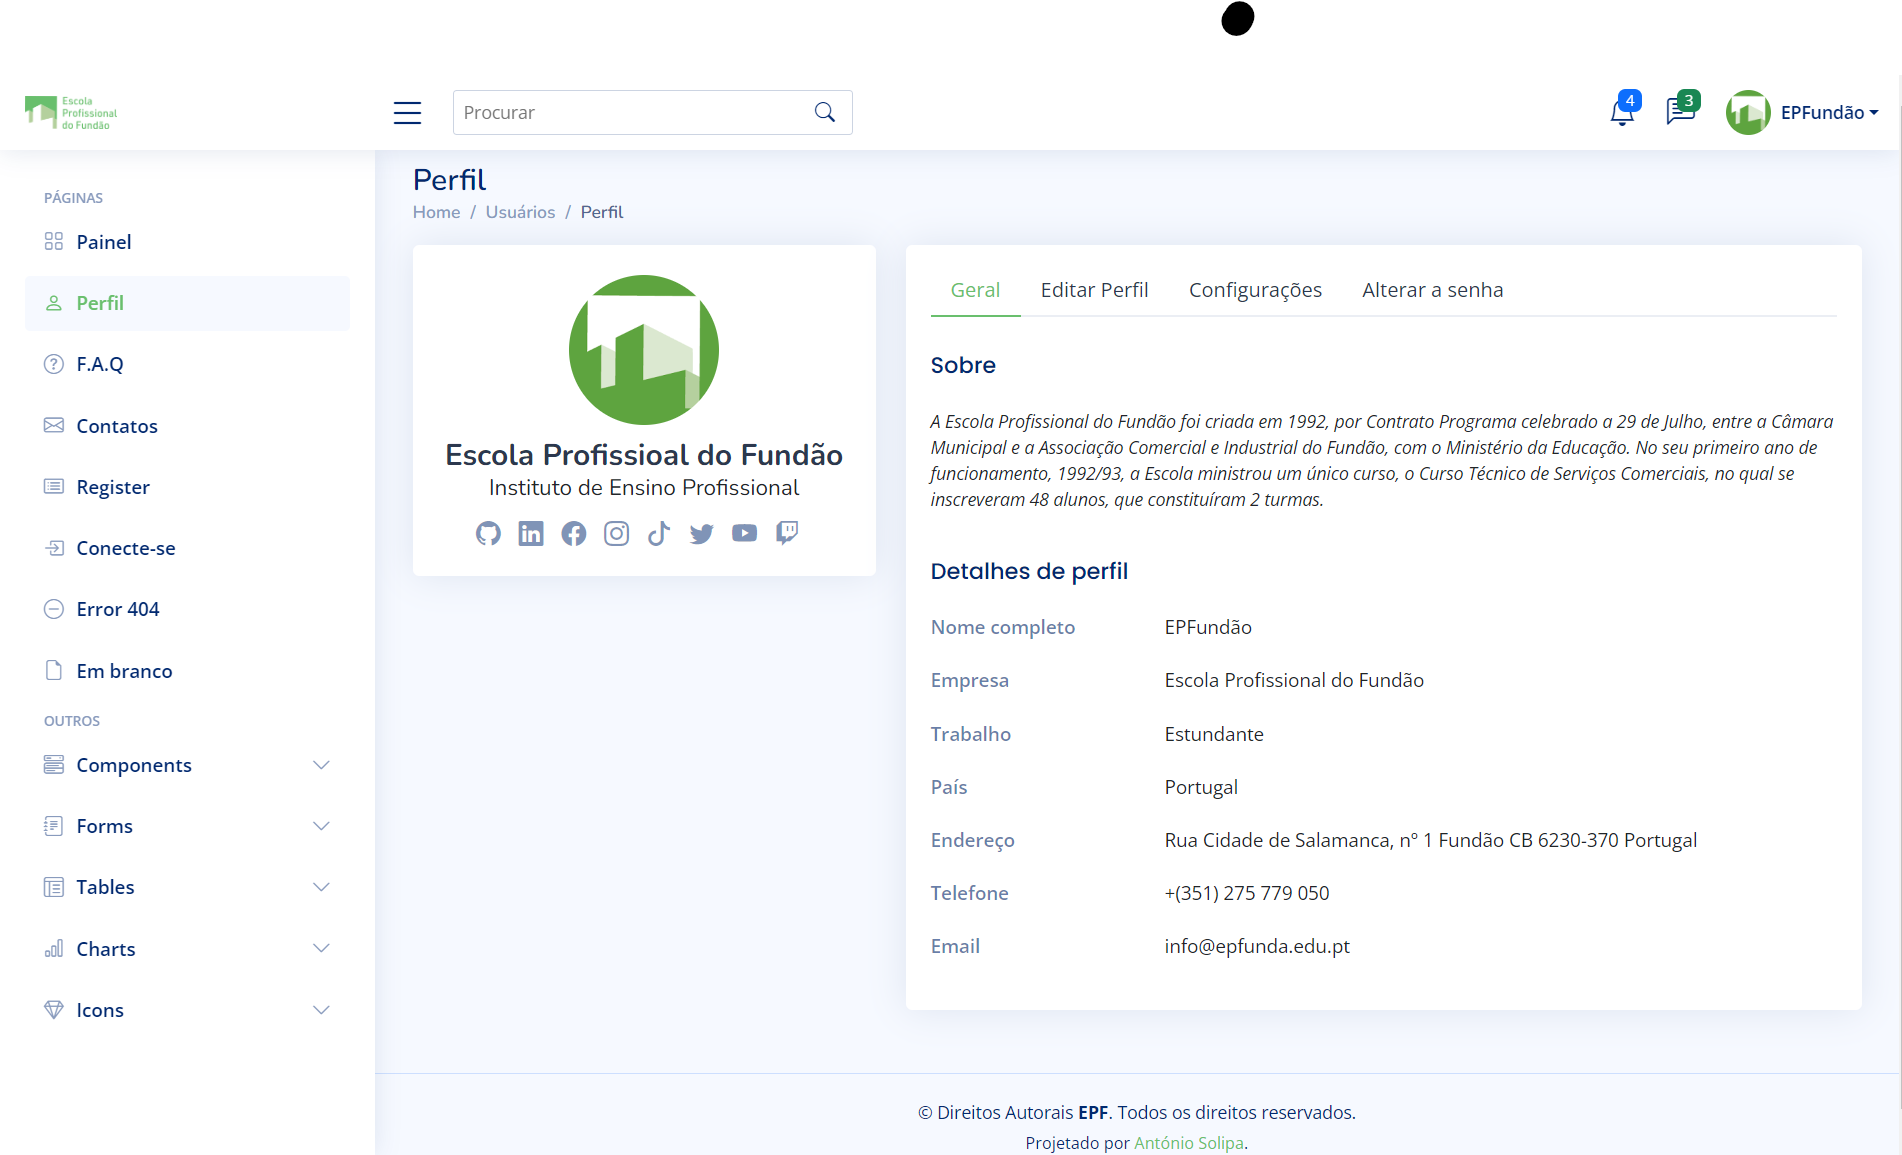 Escola
Profissional
do Fundão
Procurar
4
3
EPFundão
PÁGINAS
Painel
Perfil
F.A.Q
Contatos
Register
Conecte-se
Error 404
Em branco
OUTROS
Components
Forms
Tables
Charts
Icons
Perfil
Home / Usuários / Perfil
Escola Profissioal do Fundão
Instituto de Ensino Profissional
Geral Editar Perfil Configurações Alterar a senha
Sobre
A Escola Profissional do Fundão foi criada em 1992, por Contrato Programa celebrado a 29 de Julho, entre a Câmara
Municipal e a Associação Comercial e Industrial do Fundão, com o Ministério da Educação. No seu primeiro ano de
funcionamento, 1992/93, a Escola ministrou um único curso, o Curso Técnico de Serviços Comerciais, no qual se
inscreveram 48 alunos, que constituíram 2 turmas.
Detalhes de perfil
Nome completo EPFundão
Empresa Escola Profissional do Fundão
Trabalho Estudante
País Portugal
Endereço Rua Cidade de Salamanca, nº 1 Fundão CB 6230-370 Portugal
Telefone +(351) 275 779 050
Email info@epfunda.edu.pt
© Direitos Autorais EPF. Todos os direitos reservados.
Projetado por António Solipa.